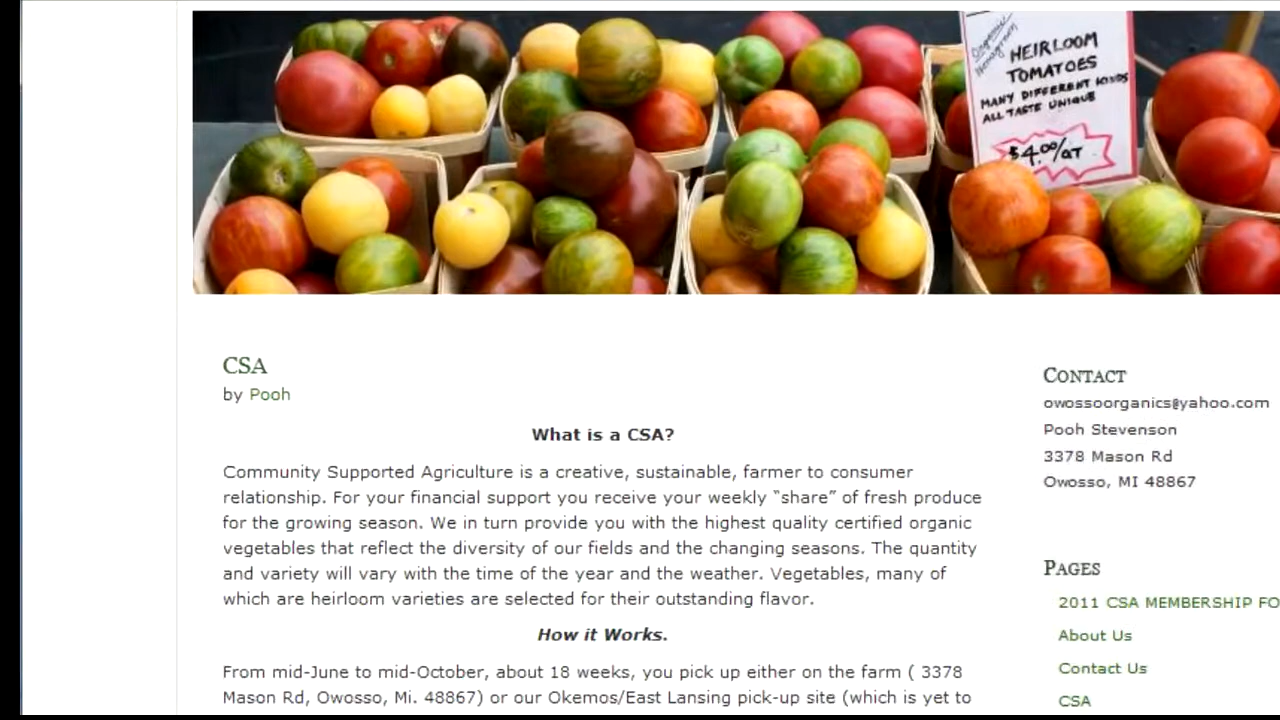 Organic
Homegrown
HEIRLOOM
TOMATOES
MANY DIFFERENT KINDS
ALL TASTE UNIQUE
$4.00/QT
CSA
by Pooh
What is a CSA?
Community Supported Agriculture is a creative, sustainable, farmer to consumer
relationship. For your financial support you receive your weekly “share” of fresh produce
for the growing season. We in turn provide you with the highest quality certified organic
vegetables that reflect the diversity of our fields and the changing seasons. The quantity
and variety will vary with the time of the year and the weather. Vegetables, many of
which are heirloom varieties are selected for their outstanding flavor.
How it Works.
From mid-June to mid-October, about 18 weeks, you pick up either on the farm ( 3378
Mason Rd, Owosso, Mi. 48867) or our Okemos/East Lansing pick-up site (which is yet to
CONTACT
owossoorganics@yahoo.com
Pooh Stevenson
3378 Mason Rd
Owosso, MI 48867
PAGES
2011 CSA MEMBERSHIP FO
About Us
Contact Us
CSA